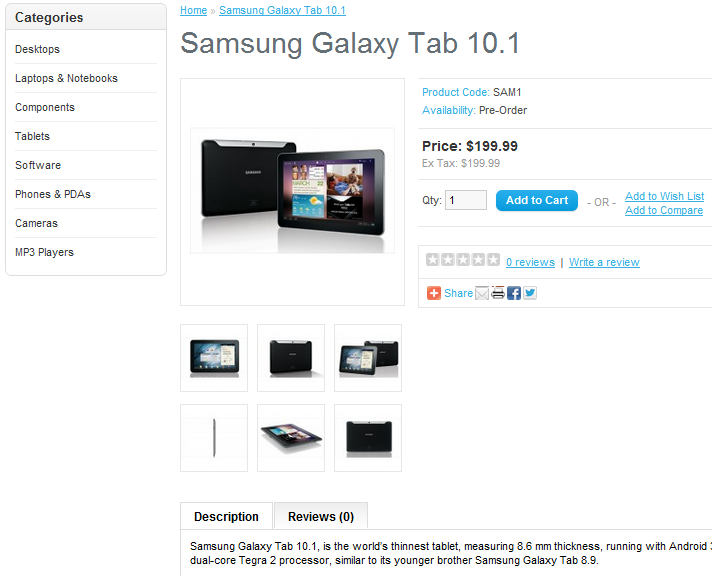 Categories
Desktops
Laptops & Notebooks
Components
Tablets
Software
Phones & PDAs
Cameras
MP3 Players
Home » Samsung Galaxy Tab 10.1
Samsung Galaxy Tab 10.1
SAMSUNG
MARCH 22
Product Code: SAM1
Availability: Pre-Order
Price: $199.99
Ex Tax: $199.99
Qty: 1 Add to Cart - OR - Add to Wish List
Add to Compare
0 reviews | Write a review
Share
Description Reviews (0)
Samsung Galaxy Tab 10.1, is the world's thinnest tablet, measuring 8.6 mm thickness, running with Android 3
dual-core Tegra 2 processor, similar to its younger brother Samsung Galaxy Tab 8.9.